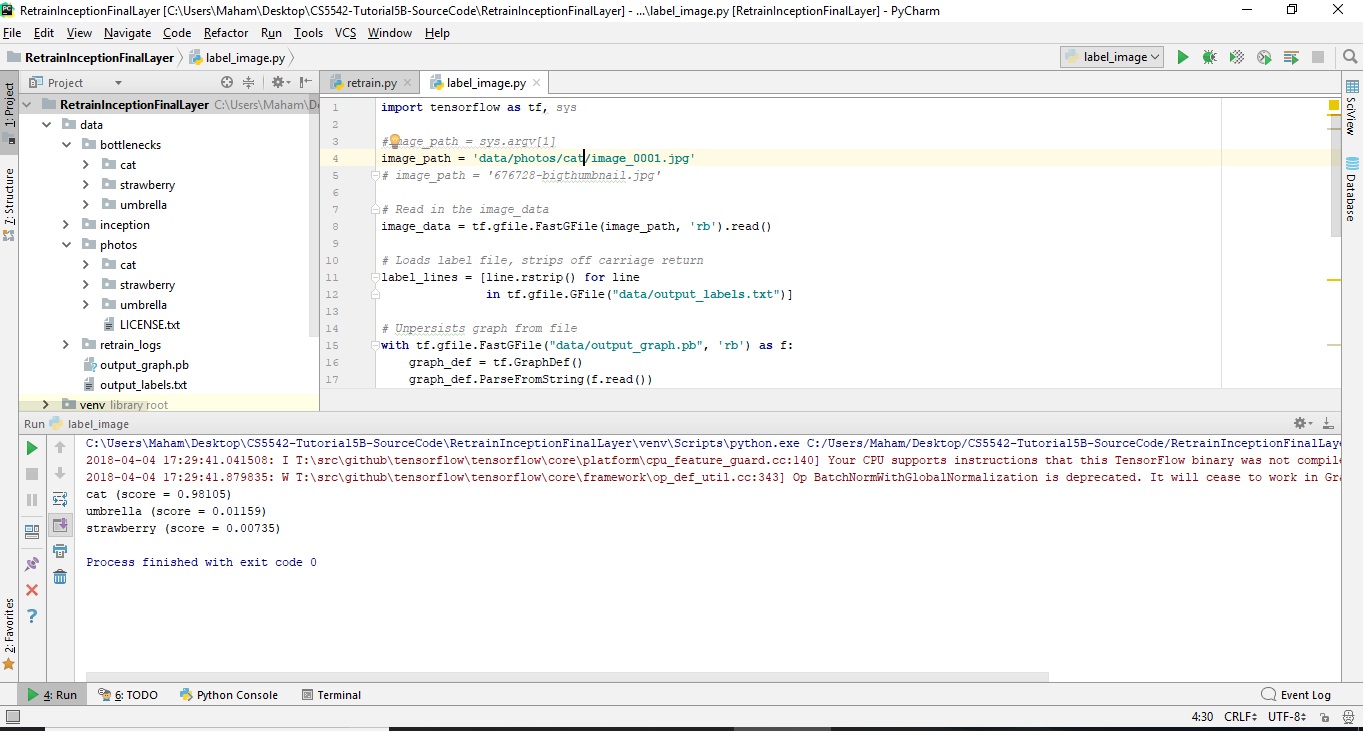 RetrainInceptionFinalLayer [C:\Users\Maham\Desktop\CS5542-Tutorial5B-SourceCode\RetrainInceptionFinalLayer] - ...\label_image.py [RetrainInceptionFinalLayer] - PyCharm
File Edit View Navigate Code Refactor Run Tools VCS Window Help
RetrainInceptionFinalLayer label_image.py label_image
Project
retrain.py label_image.py
1: Project
7: Structure
2: Favorites
RetrainInceptionFinalLayer C:\Users\Maham\D
data
bottlenecks
cat
strawberry
umbrella
inception
photos
cat
strawberry
umbrella
LICENSE.txt
retrain_logs
output_graph.pb
output_labels.txt
venv library root
1 import tensorflow as tf, sys
2
3 #image_path = sys.argv[1]
4 image_path = 'data/photos/cat/image_0001.jpg'
5 # image_path = '676728-bigthumbnail.jpg'
6
7 # Read in the image_data
8 image_data = tf.gfile.FastGFile(image_path, 'rb').read()
9
10 # Loads label file, strips off carriage return
11 label_lines = [line.rstrip() for line
12 in tf.gfile.GFile("data/output_labels.txt")]
13
14 # Unpersists graph from file
15 with tf.gfile.FastGFile("data/output_graph.pb", 'rb') as f:
16 graph_def = tf.GraphDef()
17 graph_def.ParseFromString(f.read())
SciView
Database
Run label_image
C:\Users\Maham\Desktop\CS5542-Tutorial5B-SourceCode\RetrainInceptionFinalLayer\venv\Scripts\python.exe C:/Users/Maham/Desktop/CS5542-Tutorial5B-SourceCode/RetrainInceptionFinalLaye
2018-04-04 17:29:41.041508: I T:\src\github\tensorflow\tensorflow\core\platform\cpu_feature_guard.cc:140] Your CPU supports instructions that this TensorFlow binary was not compile
2018-04-04 17:29:41.879835: W T:\src\github\tensorflow\tensorflow\core\framework\op_def_util.cc:343] Op BatchNormWithGlobalNormalization is deprecated. It will cease to work in Gra
cat (score = 0.98105)
umbrella (score = 0.01159)
strawberry (score = 0.00735)
Process finished with exit code 0
4: Run 6: TODO Python Console Terminal Event Log
4:30 CRLF UTF-8